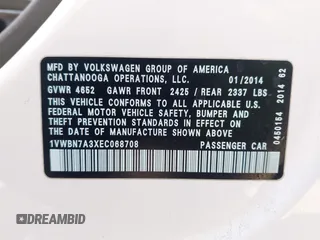 MFD BY VOLKSWAGEN GROUP OF AMERICA
CHATTANOOGA OPERATIONS, LLC. 01/2014
GVWR 4652 GAWR FRONT 2425 / REAR 2337 LBS
THIS VEHICLE CONFORMS TO ALL APPLICABLE U.S.
FEDERAL MOTOR VEHICLE SAFETY, BUMPER AND
THEFT PREVENTION STANDARDS IN EFFECT ON THE
DATE OF MANUFACTURE SHOWN ABOVE.
1VWBN7A3XEC068708 PASSENGER CAR
0450154 2014 62
DREAMBID